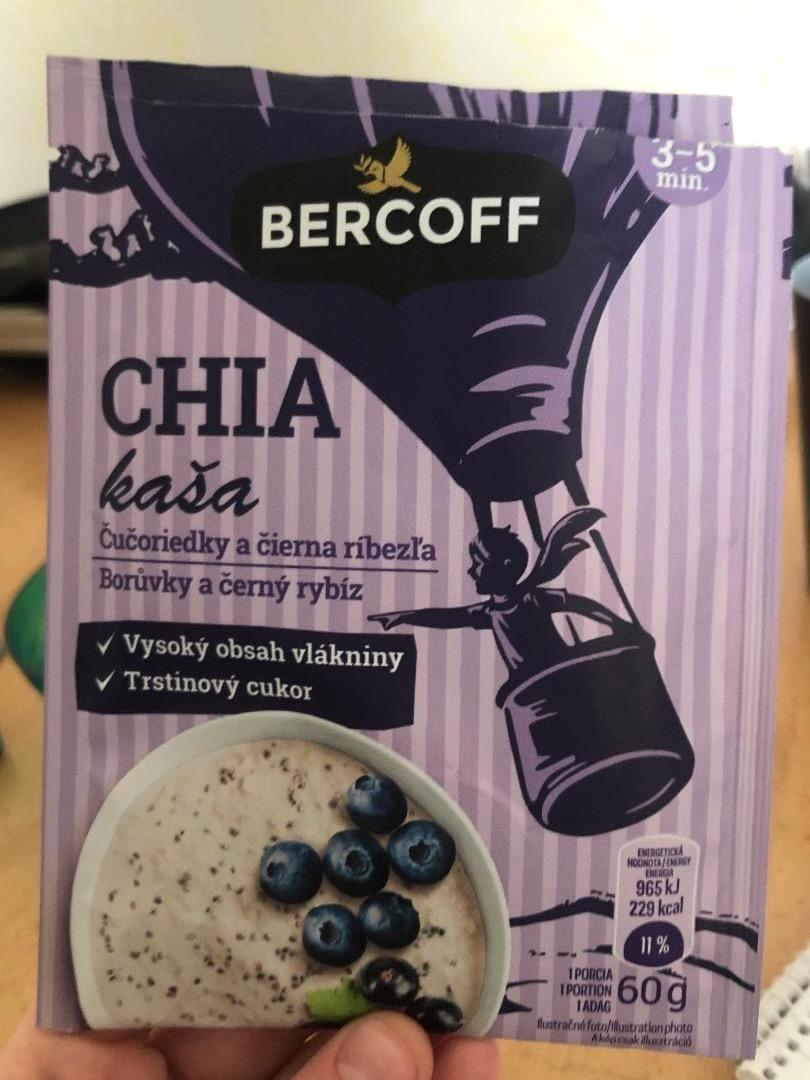 3-5
min.
BERCOFF
CHIA
kaša
Čučoriedky a čierna ríbezľa
Borůvky a černý rybíz
✓ Vysoký obsah vlákniny
✓ Trstinový cukor
ENERGETICKÁ
HODNOTA/ENERGY
ENERGIA
965 kJ
229 kcal
11 %
1 PORCIA
1 PORTION
1 ADAG
60g
Ilustračné foto/Illustration photo
A kép csak illusztráció